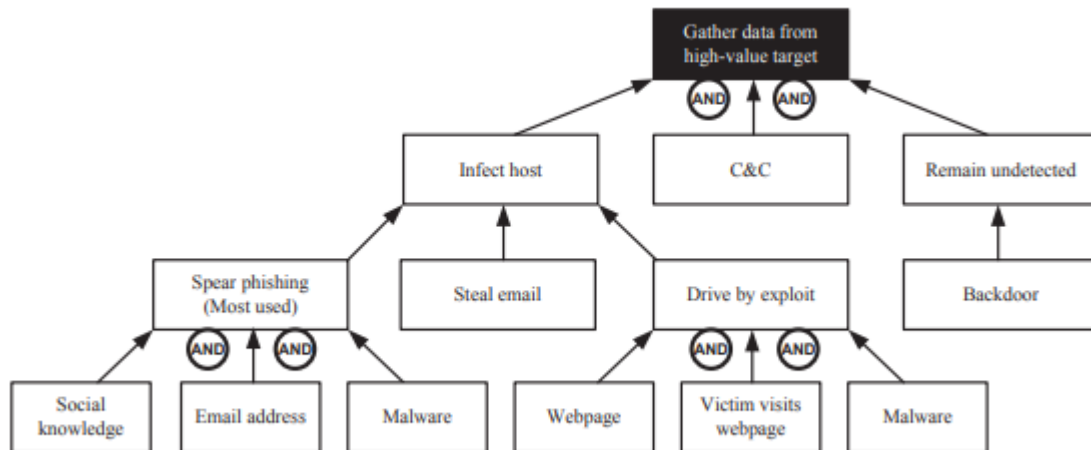 Gather data from
high-value target
AND
AND
Infect host
C&C
Remain undetected
Spear phishing
(Most used)
Steal email
Drive by exploit
Backdoor
AND
AND
AND
AND
Social
knowledge
Email address
Malware
Webpage
Victim visits
webpage
Malware